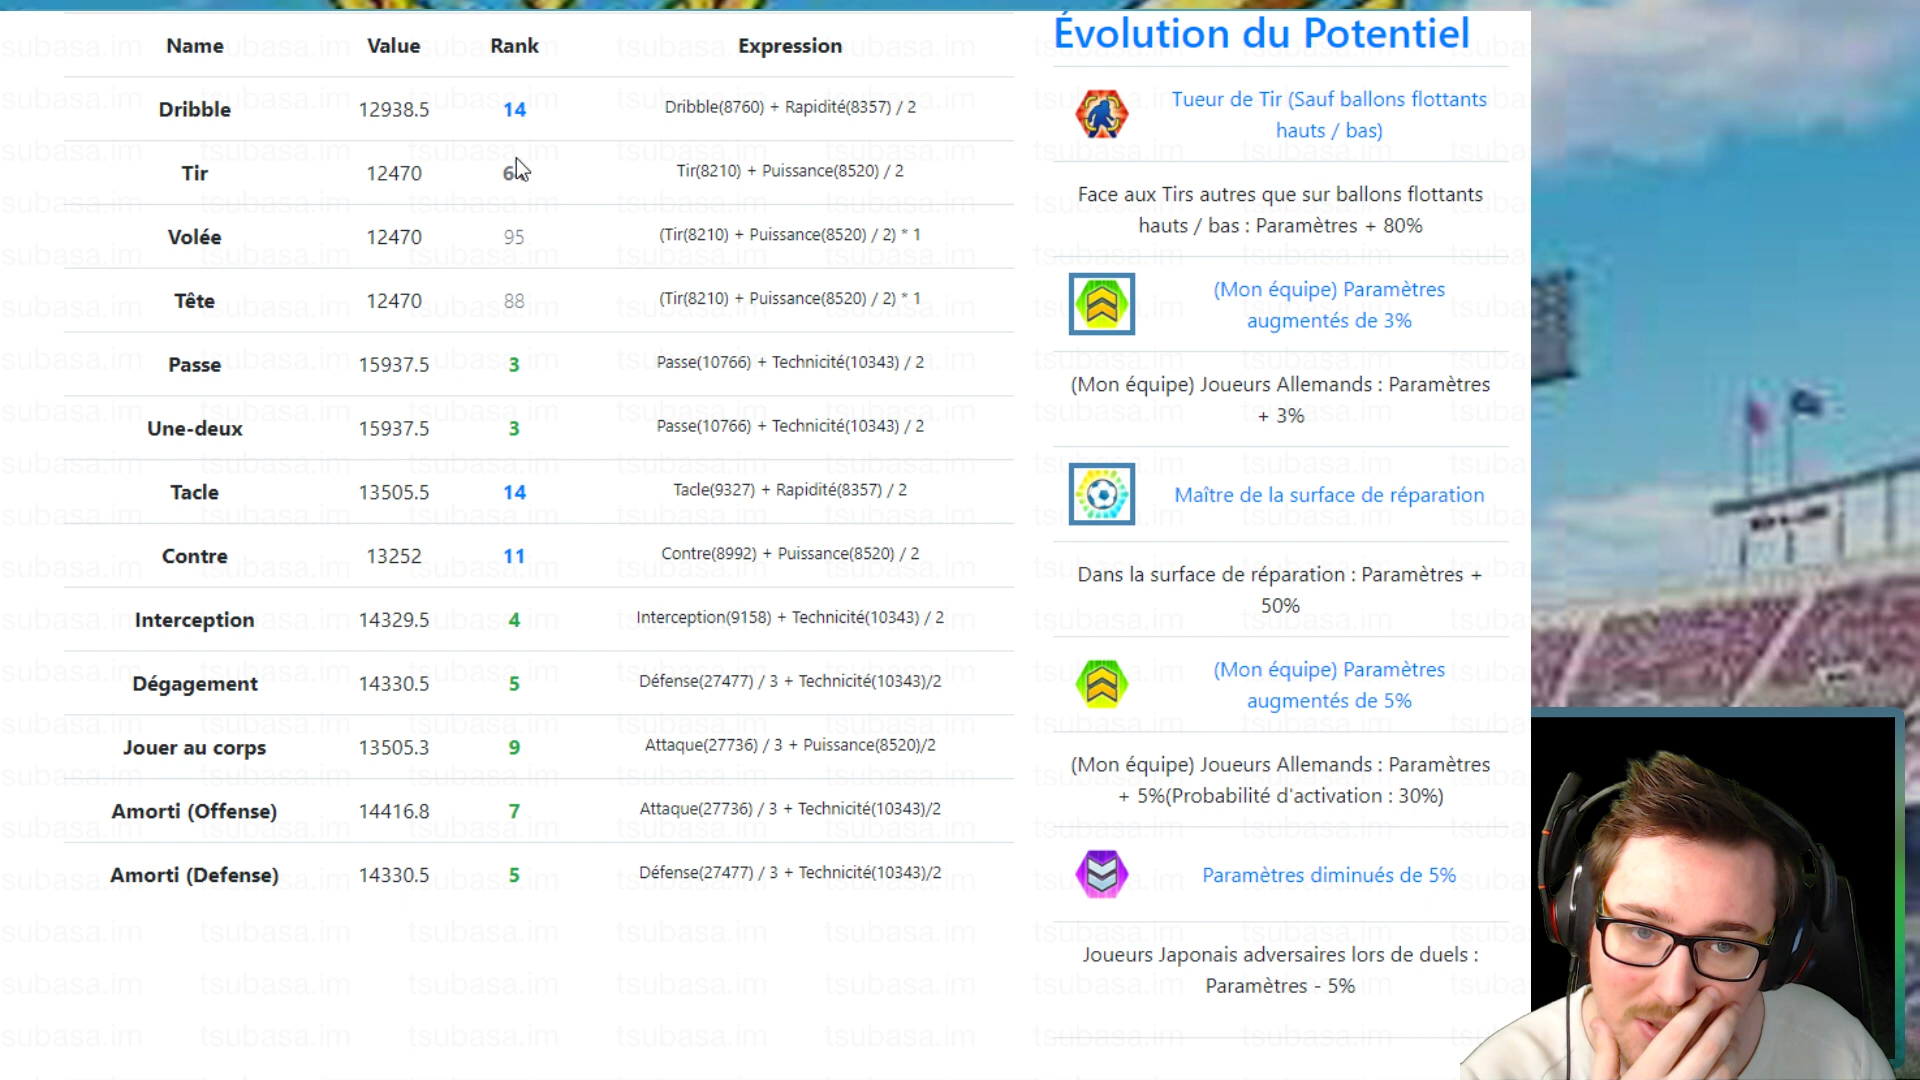 Name Value Rank Expression
Dribble 12938.5 14 Dribble(8760) + Rapidité(8357) / 2
Tir 12470 6 Tir(8210) + Puissance(8520) / 2
Volée 12470 95 (Tir(8210) + Puissance(8520) / 2) * 1
Tête 12470 88 (Tir(8210) + Puissance(8520) / 2) * 1
Passe 15937.5 3 Passe(10766) + Technicité(10343) / 2
Une-deux 15937.5 3 Passe(10766) + Technicité(10343) / 2
Tacle 13505.5 14 Tacle(9327) + Rapidité(8357) / 2
Contre 13252 11 Contre(8992) + Puissance(8520) / 2
Interception 14329.5 4 Interception(9158) + Technicité(10343) / 2
Dégagement 14330.5 5 Défense(27477) / 3 + Technicité(10343)/2
Jouer au corps 13505.3 9 Attaque(27736) / 3 + Puissance(8520)/2
Amorti (Offense) 14416.8 7 Attaque(27736) / 3 + Technicité(10343)/2
Amorti (Defense) 14330.5 5 Défense(27477) / 3 + Technicité(10343)/2
Évolution du Potentiel
Tueur de Tir (Sauf ballons flottants
hauts / bas)
Face aux Tirs autres que sur ballons flottants
hauts / bas : Paramètres + 80%
(Mon équipe) Paramètres
augmentés de 3%
(Mon équipe) Joueurs Allemands : Paramètres
+ 3%
Maître de la surface de réparation
Dans la surface de réparation : Paramètres +
50%
(Mon équipe) Paramètres
augmentés de 5%
(Mon équipe) Joueurs Allemands : Paramètres
+ 5%(Probabilité d'activation : 30%)
Paramètres diminués de 5%
Joueurs Japonais adversaires lors de duels :
Paramètres - 5%
tsubasa.im